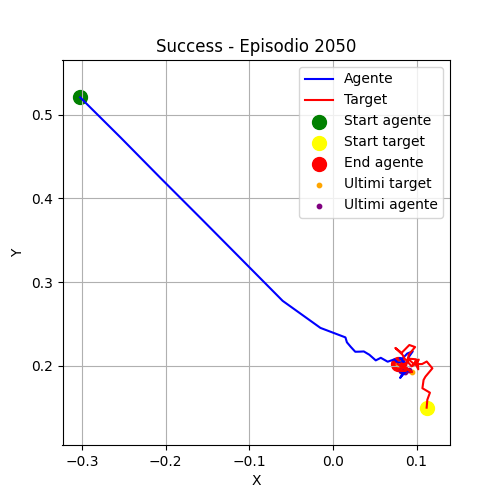 Success - Episodio 2050
Agente
Target
Start agente
Start target
End agente
Ultimi target
Ultimi agente
0.5
0.4
0.3
0.2
Y
−0.3 −0.2 −0.1 0.0 0.1
X